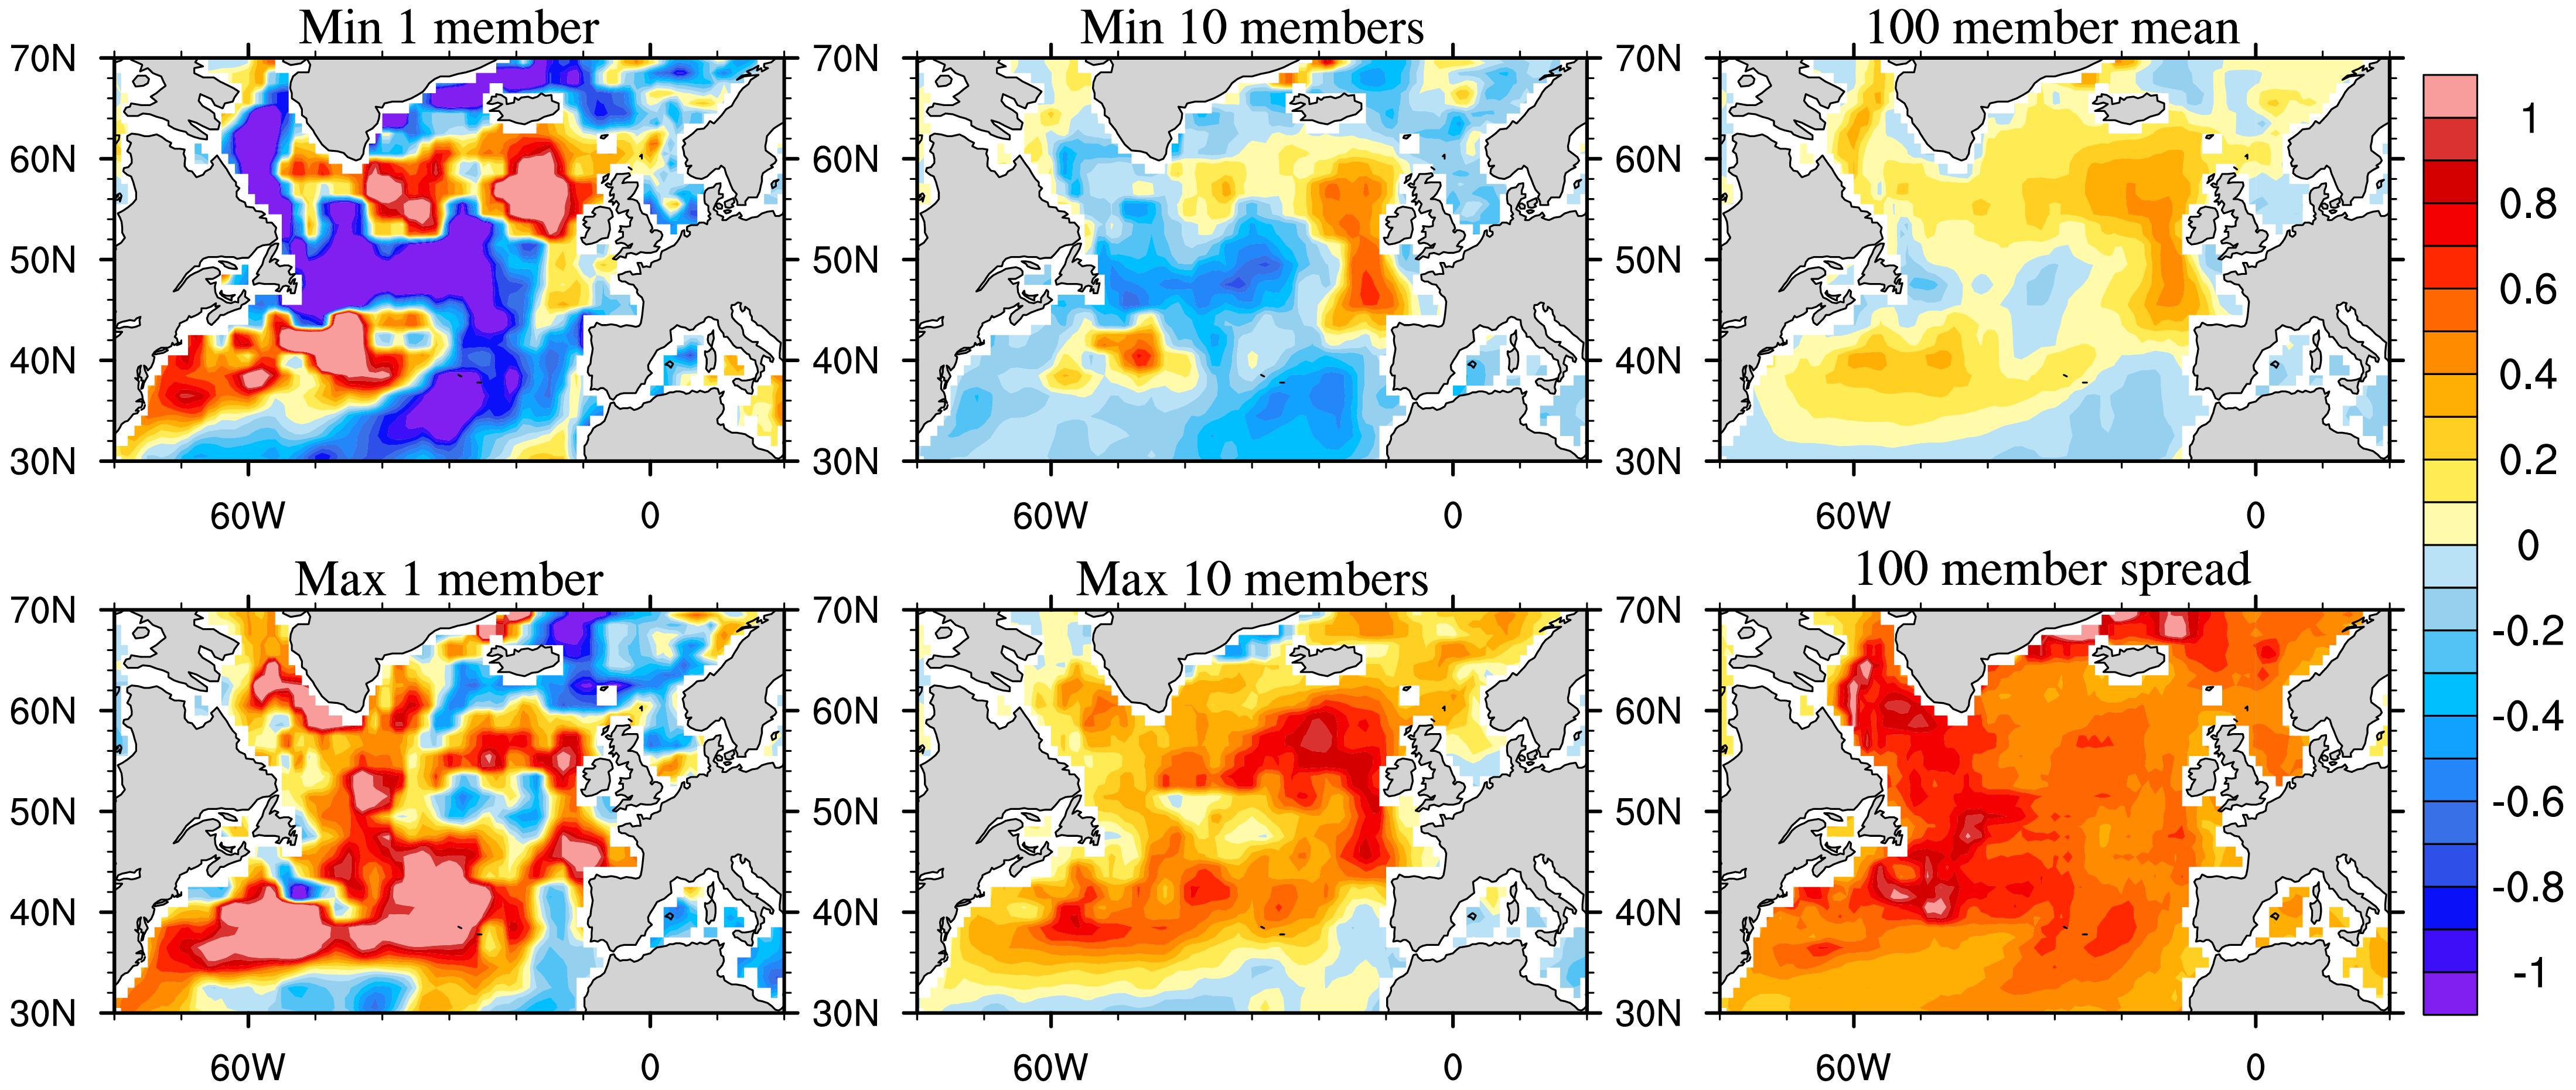 Min 1 member
Min 10 members
100 member mean
70N
60N
50N
40N
30N
60W
0
70N
60N
50N
40N
30N
60W
0
70N
60N
50N
40N
30N
60W
0
Max 1 member
Max 10 members
100 member spread
70N
60N
50N
40N
30N
60W
0
70N
60N
50N
40N
30N
60W
0
70N
60N
50N
40N
30N
60W
0
1
0.8
0.6
0.4
0.2
0
-0.2
-0.4
-0.6
-0.8
-1